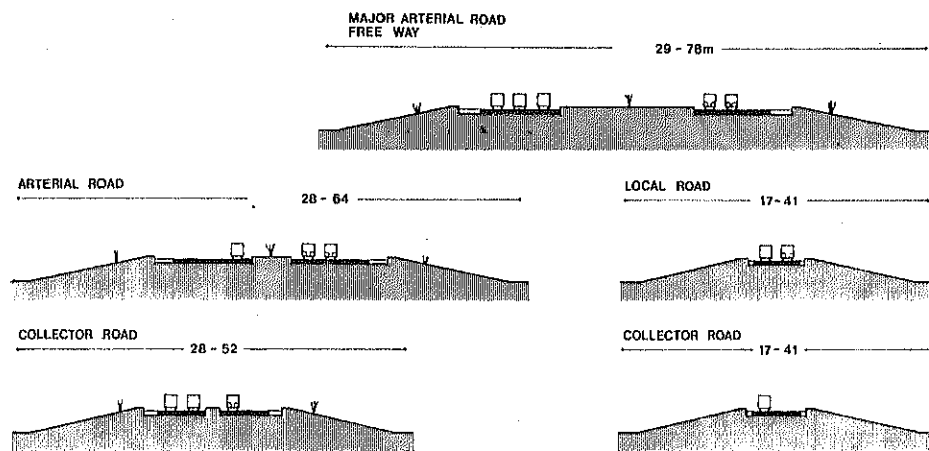 MAJOR ARTERIAL ROAD
FREE WAY
29 - 78m
ARTERIAL ROAD
28 - 64
LOCAL ROAD
17-41
COLLECTOR ROAD
28 - 52
COLLECTOR ROAD
17-41